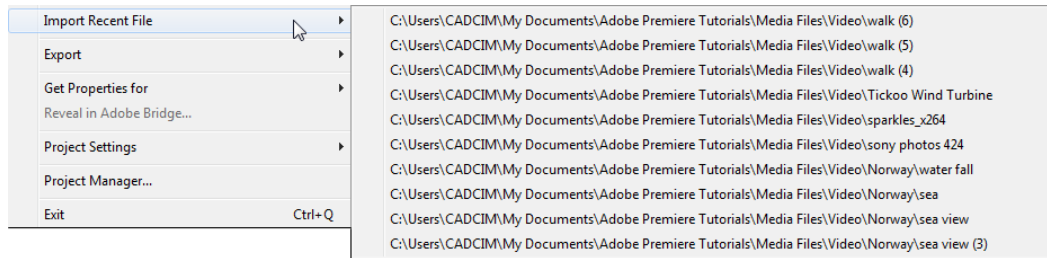 Import Recent File
Export
Get Properties for
Reveal in Adobe Bridge...
Project Settings
Project Manager...
Exit Ctrl+Q
C:\Users\CADCIM\My Documents\Adobe Premiere Tutorials\Media Files\Video\walk (6)
C:\Users\CADCIM\My Documents\Adobe Premiere Tutorials\Media Files\Video\walk (5)
C:\Users\CADCIM\My Documents\Adobe Premiere Tutorials\Media Files\Video\walk (4)
C:\Users\CADCIM\My Documents\Adobe Premiere Tutorials\Media Files\Video\Tickoo Wind Turbine
C:\Users\CADCIM\My Documents\Adobe Premiere Tutorials\Media Files\Video\sparkles_x264
C:\Users\CADCIM\My Documents\Adobe Premiere Tutorials\Media Files\Video\sony photos 424
C:\Users\CADCIM\My Documents\Adobe Premiere Tutorials\Media Files\Video\Norway\water fall
C:\Users\CADCIM\My Documents\Adobe Premiere Tutorials\Media Files\Video\Norway\sea
C:\Users\CADCIM\My Documents\Adobe Premiere Tutorials\Media Files\Video\Norway\sea view
C:\Users\CADCIM\My Documents\Adobe Premiere Tutorials\Media Files\Video\Norway\sea view (3)